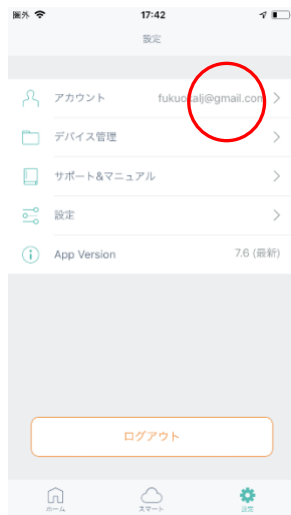 圏外 17:42
設定
アカウント fukuokalj@gmail.com
デバイス管理
サポート&マニュアル
設定
App Version 7.6 (最新)
ログアウト
ホーム スマート 設定